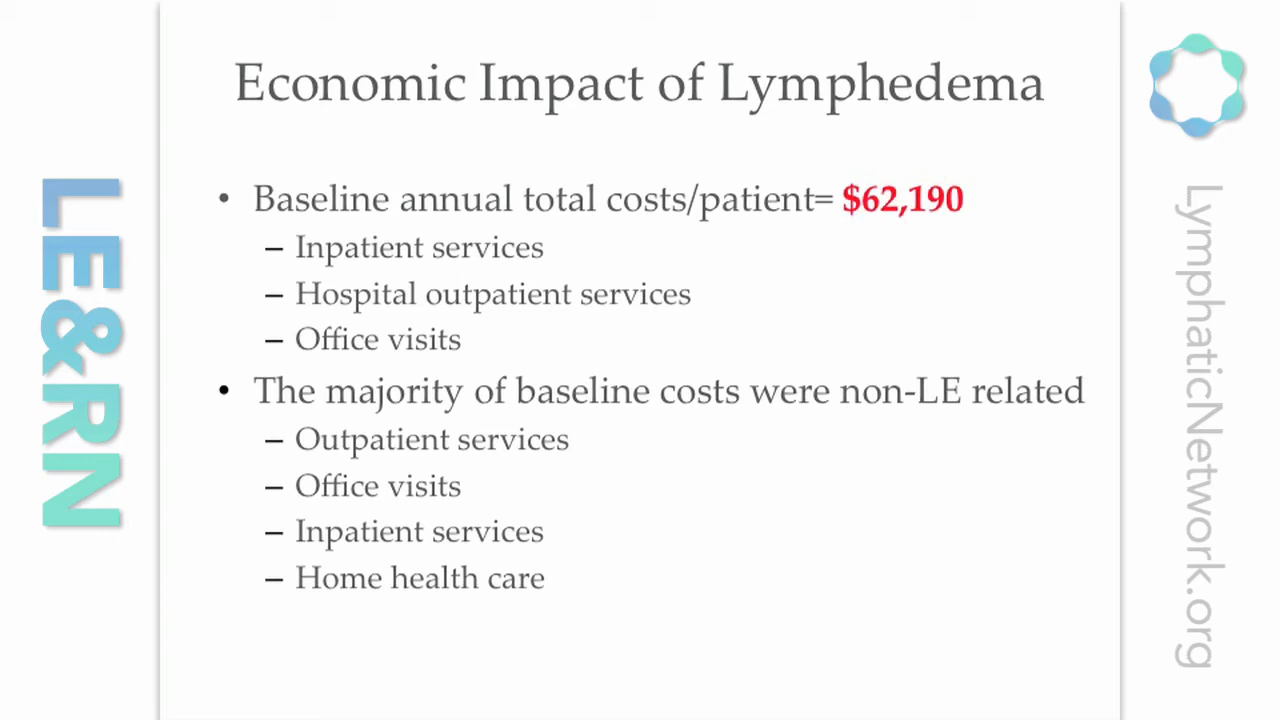 Economic Impact of Lymphedema
• Baseline annual total costs/patient= $62,190
– Inpatient services
– Hospital outpatient services
– Office visits
• The majority of baseline costs were non-LE related
– Outpatient services
– Office visits
– Inpatient services
– Home health care
LE&RN
LymphaticNetwork.org